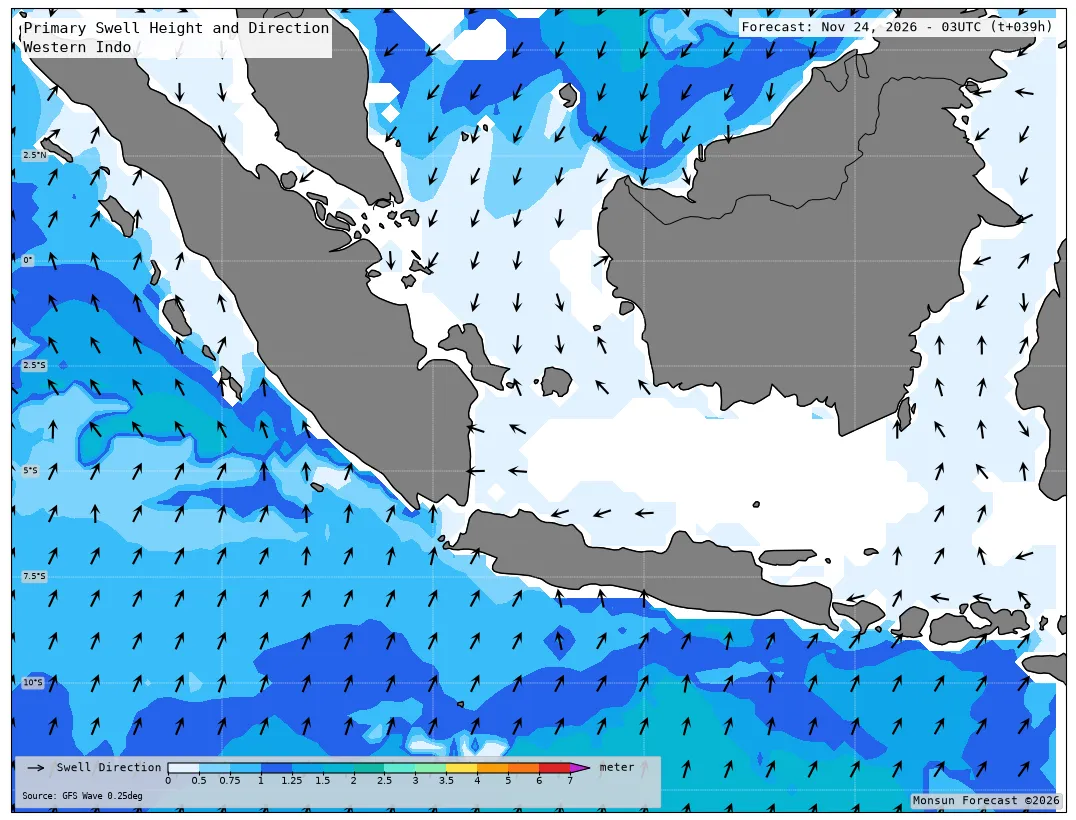 Primary Swell Height and Direction
Western Indo
Forecast: Nov 24, 2026 - 03UTC (t+039h)
2.5°N
0°
2.5°S
5°S
7.5°S
10°S
Swell Direction
0 0.5 0.75 1 1.25 1.5 2 2.5 3 3.5 4 5 6 7
meter
Source: GFS Wave 0.25deg
Monsun Forecast ©2026